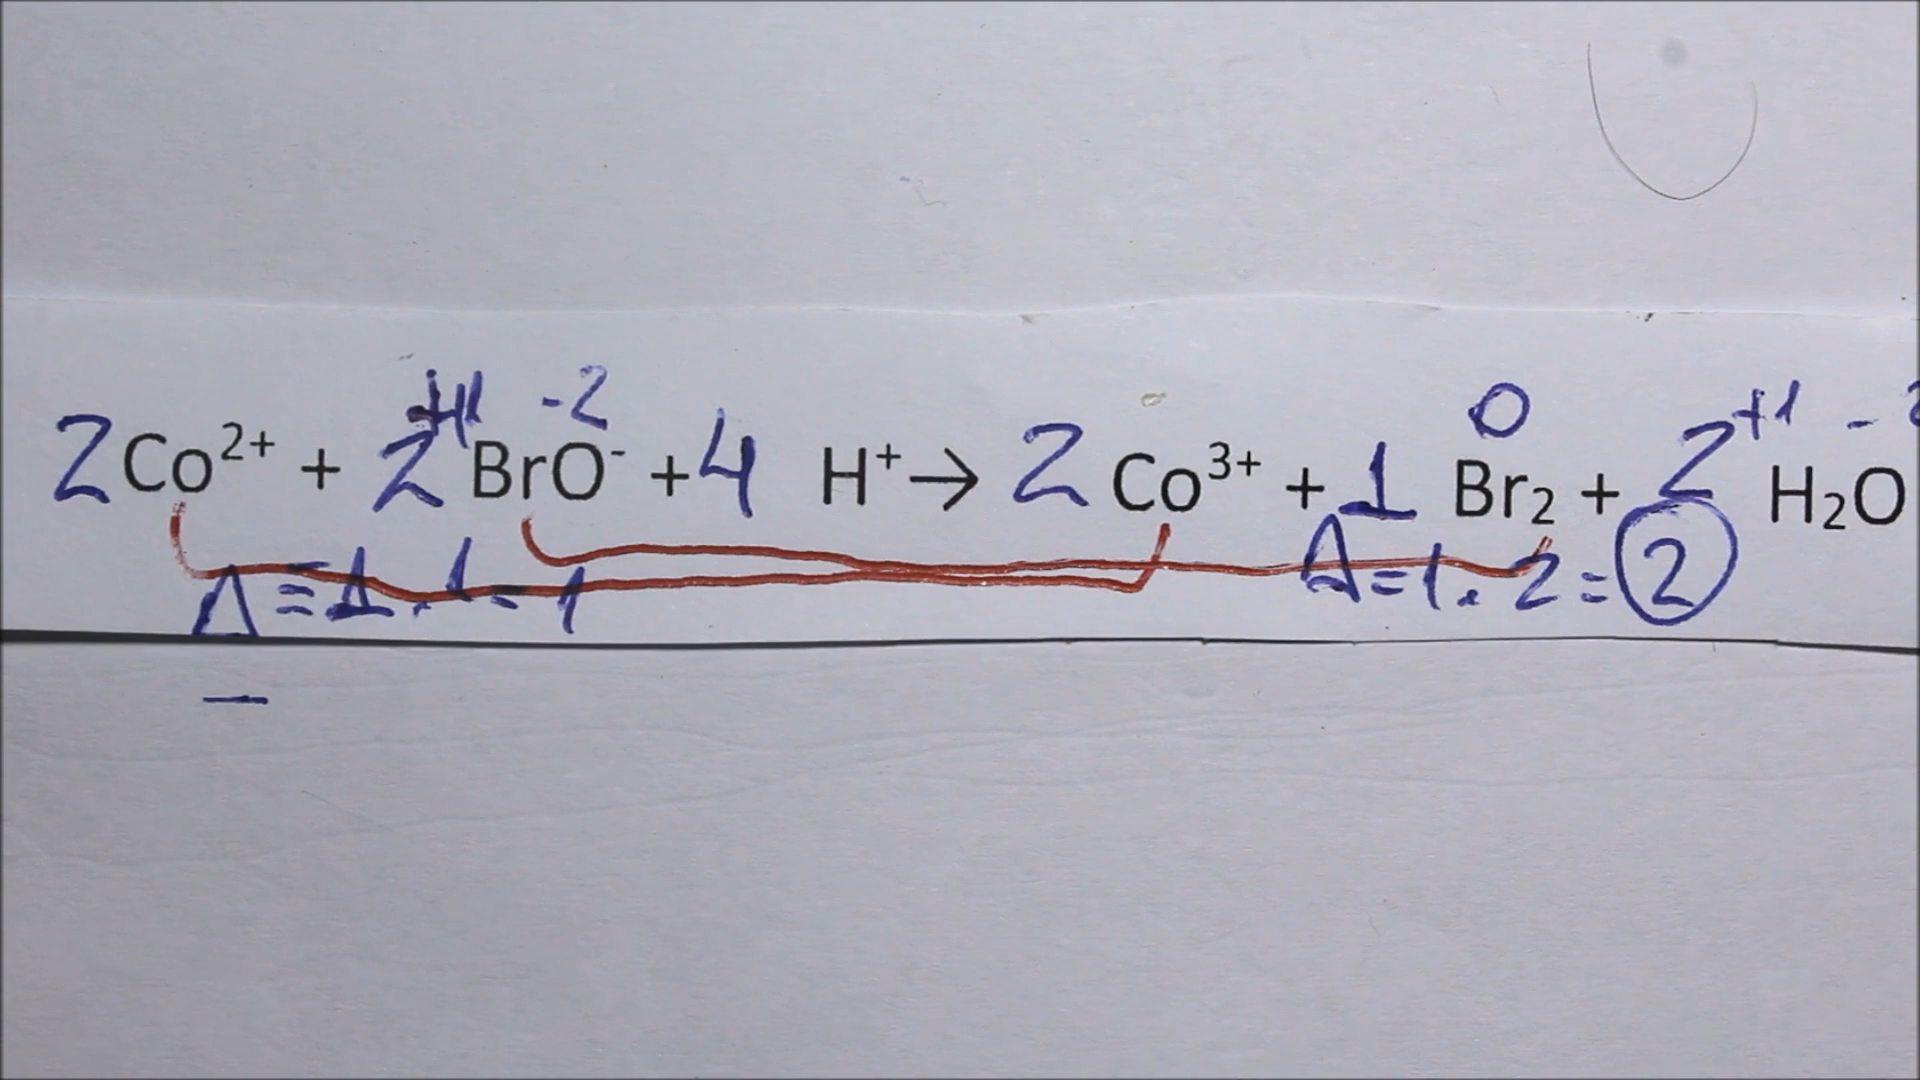 +1 -2 0 +1 -
2Co²⁺ + 2 BrO⁻ + 4 H⁺ → 2 Co³⁺ + 1 Br₂ + 2 H₂O
Δ = 1 . 1 = 1 Δ = 1 . 2 = 2